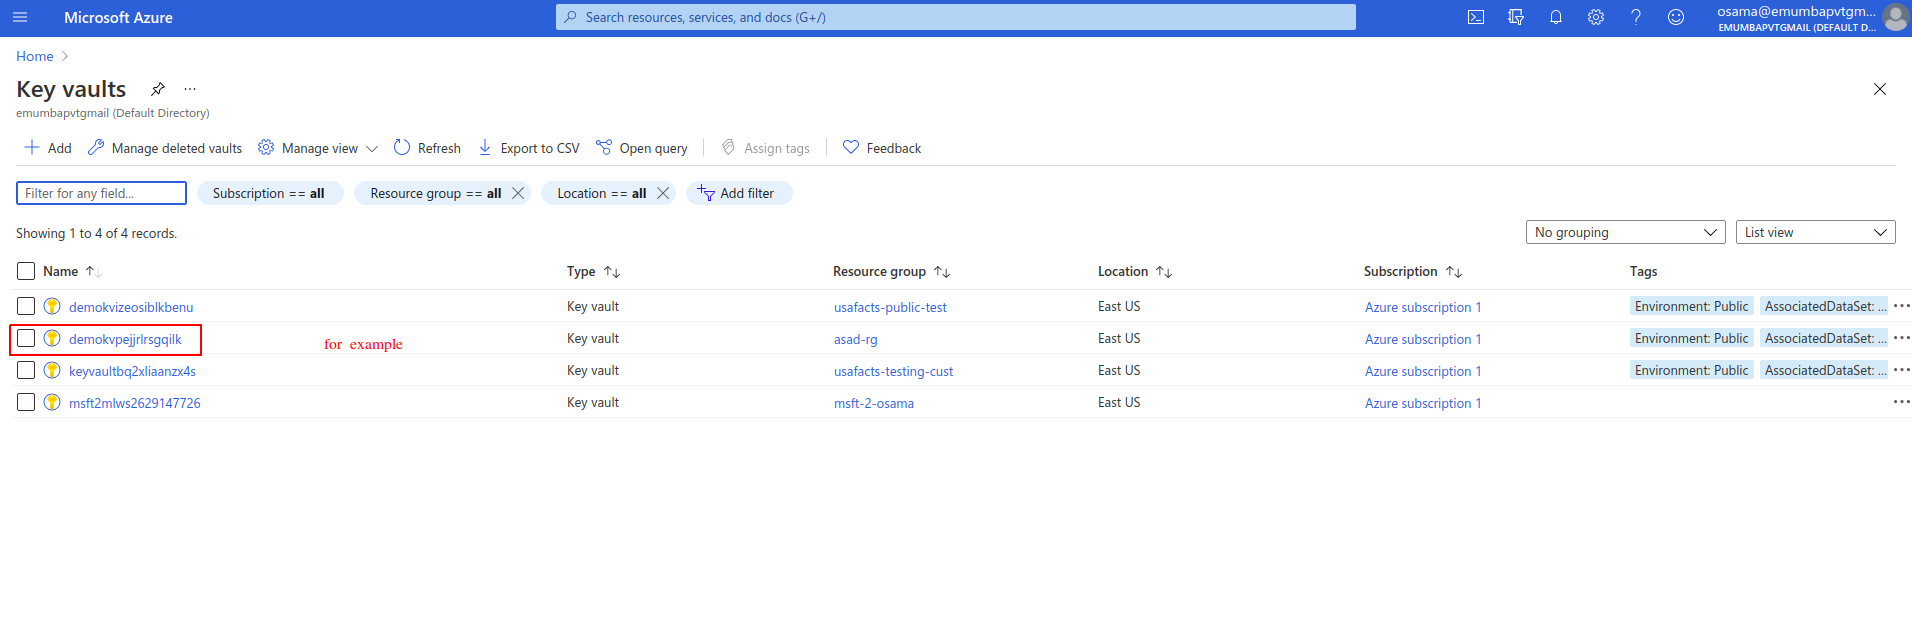 Microsoft Azure
Search resources, services, and docs (G+/)
osama@emumbapvtgm...
EMUMBAPVTGMAIL (DEFAULT D...
Home
Key vaults
emumbapvtgmail (Default Directory)
Add Manage deleted vaults Manage view Refresh Export to CSV Open query Assign tags Feedback
Filter for any field... Subscription == all Resource group == all Location == all Add filter
Showing 1 to 4 of 4 records. No grouping List view
Name Type Resource group Location Subscription Tags
demokvizeosiblkbenu Key vault usafacts-public-test East US Azure subscription 1 Environment: Public AssociatedDataSet: ...
demokvpejjrlrsgqilk for example Key vault asad-rg East US Azure subscription 1 Environment: Public AssociatedDataSet: ...
keyvaultbq2xliaanzx4s Key vault usafacts-testing-cust East US Azure subscription 1 Environment: Public AssociatedDataSet: ...
msft2mlws2629147726 Key vault msft-2-osama East US Azure subscription 1